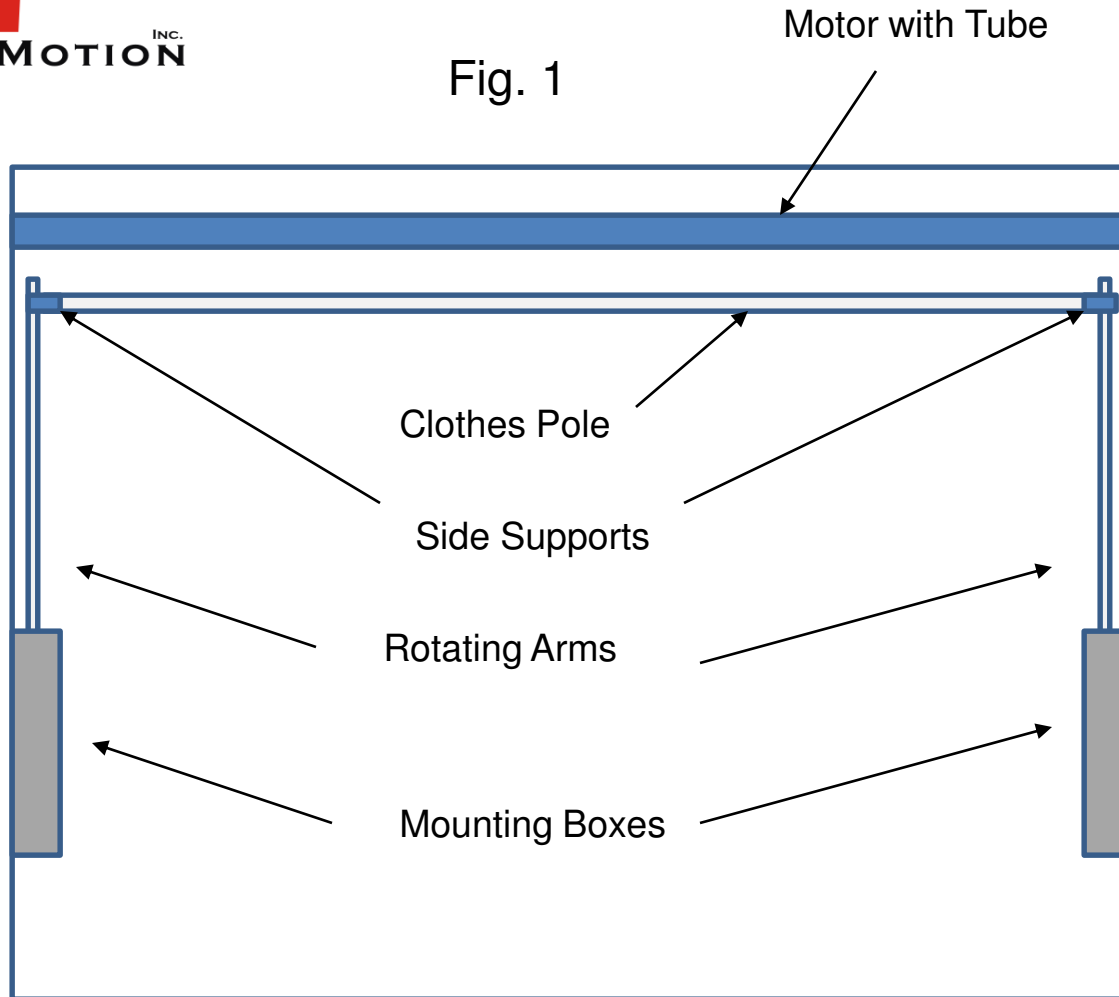 INC.
MOTION
Motor with Tube
Fig. 1
Clothes Pole
Side Supports
Rotating Arms
Mounting Boxes